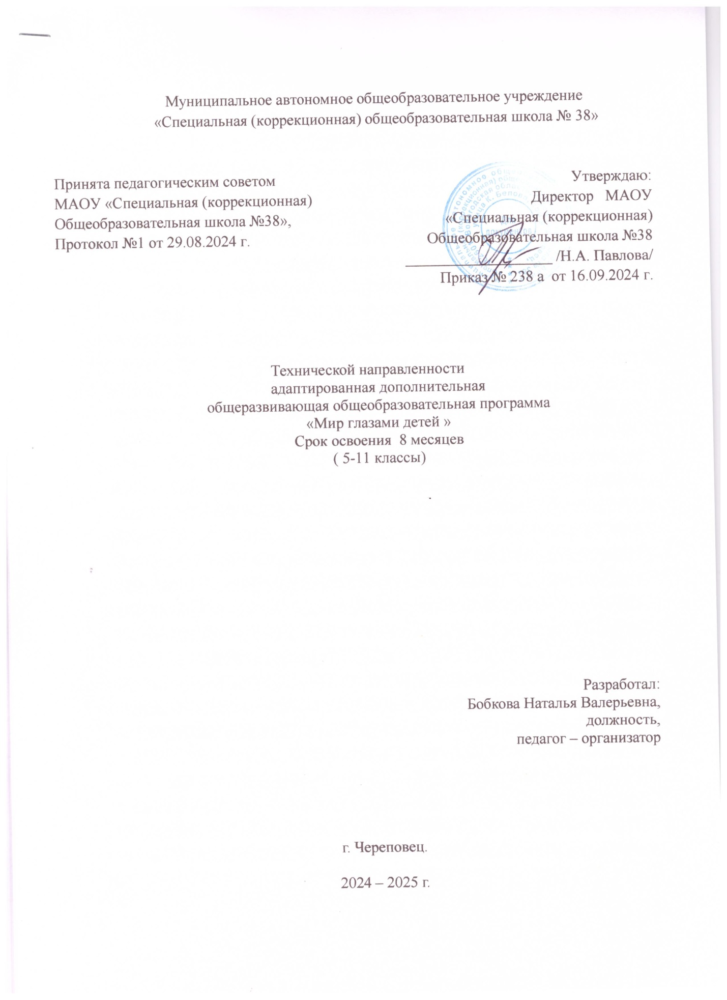 Муниципальное автономное общеобразовательное учреждение
«Специальная (коррекционная) общеобразовательная школа № 38»
Принята педагогическим советом
МАОУ «Специальная (коррекционная)
Общеобразовательная школа №38»,
Протокол №1 от 29.08.2024 г.
Утверждаю:
Директор МАОУ
«Специальная (коррекционная)
Общеобразовательная школа №38
/Н.А. Павлова/
Приказ № 238 а от 16.09.2024 г.
Технической направленности
адаптированная дополнительная
общеразвивающая общеобразовательная программа
«Мир глазами детей »
Срок освоения 8 месяцев
( 5-11 классы)
Разработал:
Бобкова Наталья Валерьевна,
должность,
педагог – организатор
г. Череповец.
2024 – 2025 г.